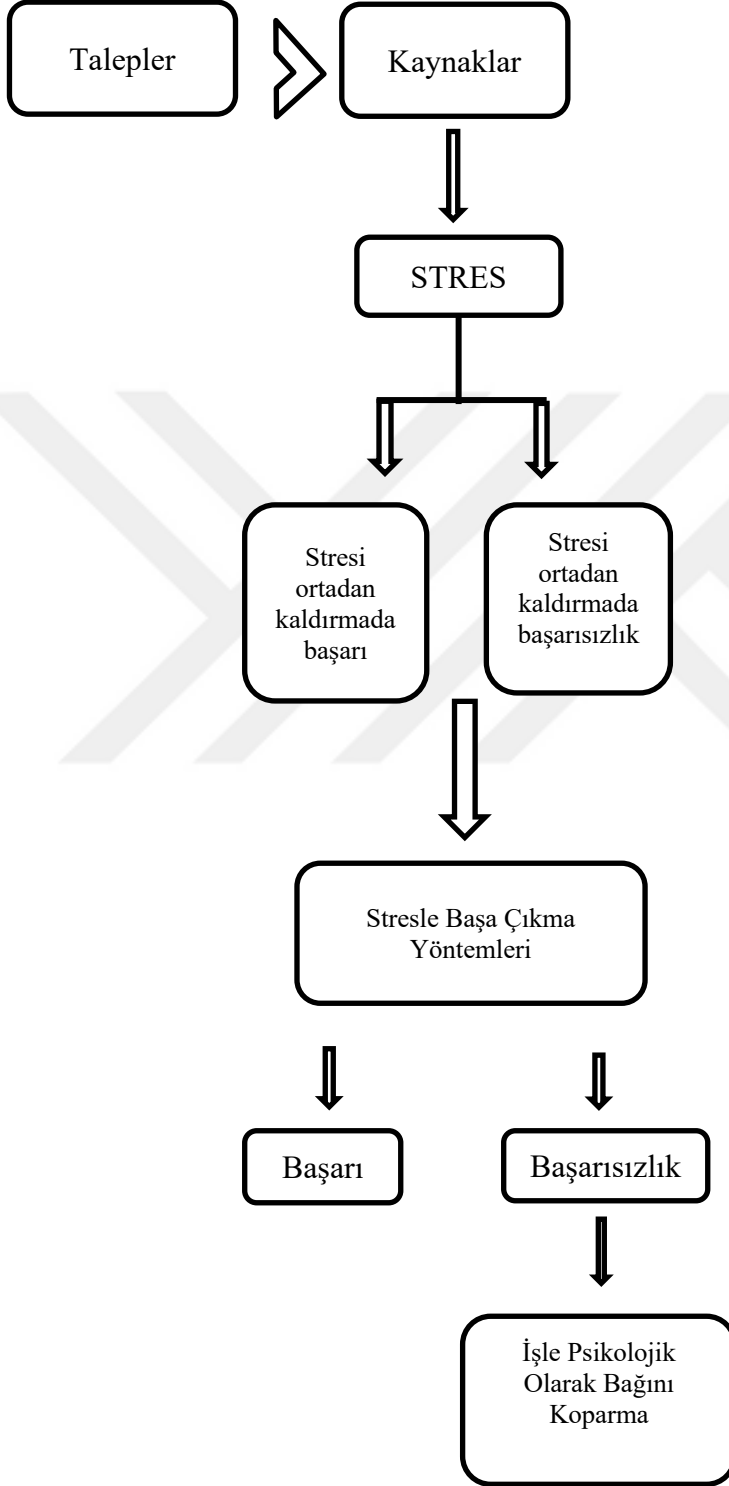 Talepler
Kaynaklar
STRES
Stresi
ortadan
kaldırmada
başarı
Stresi
ortadan
kaldırmada
başarısızlık
Stresle Başa Çıkma
Yöntemleri
Başarı
Başarısızlık
İşle Psikolojik
Olarak Bağını
Koparma